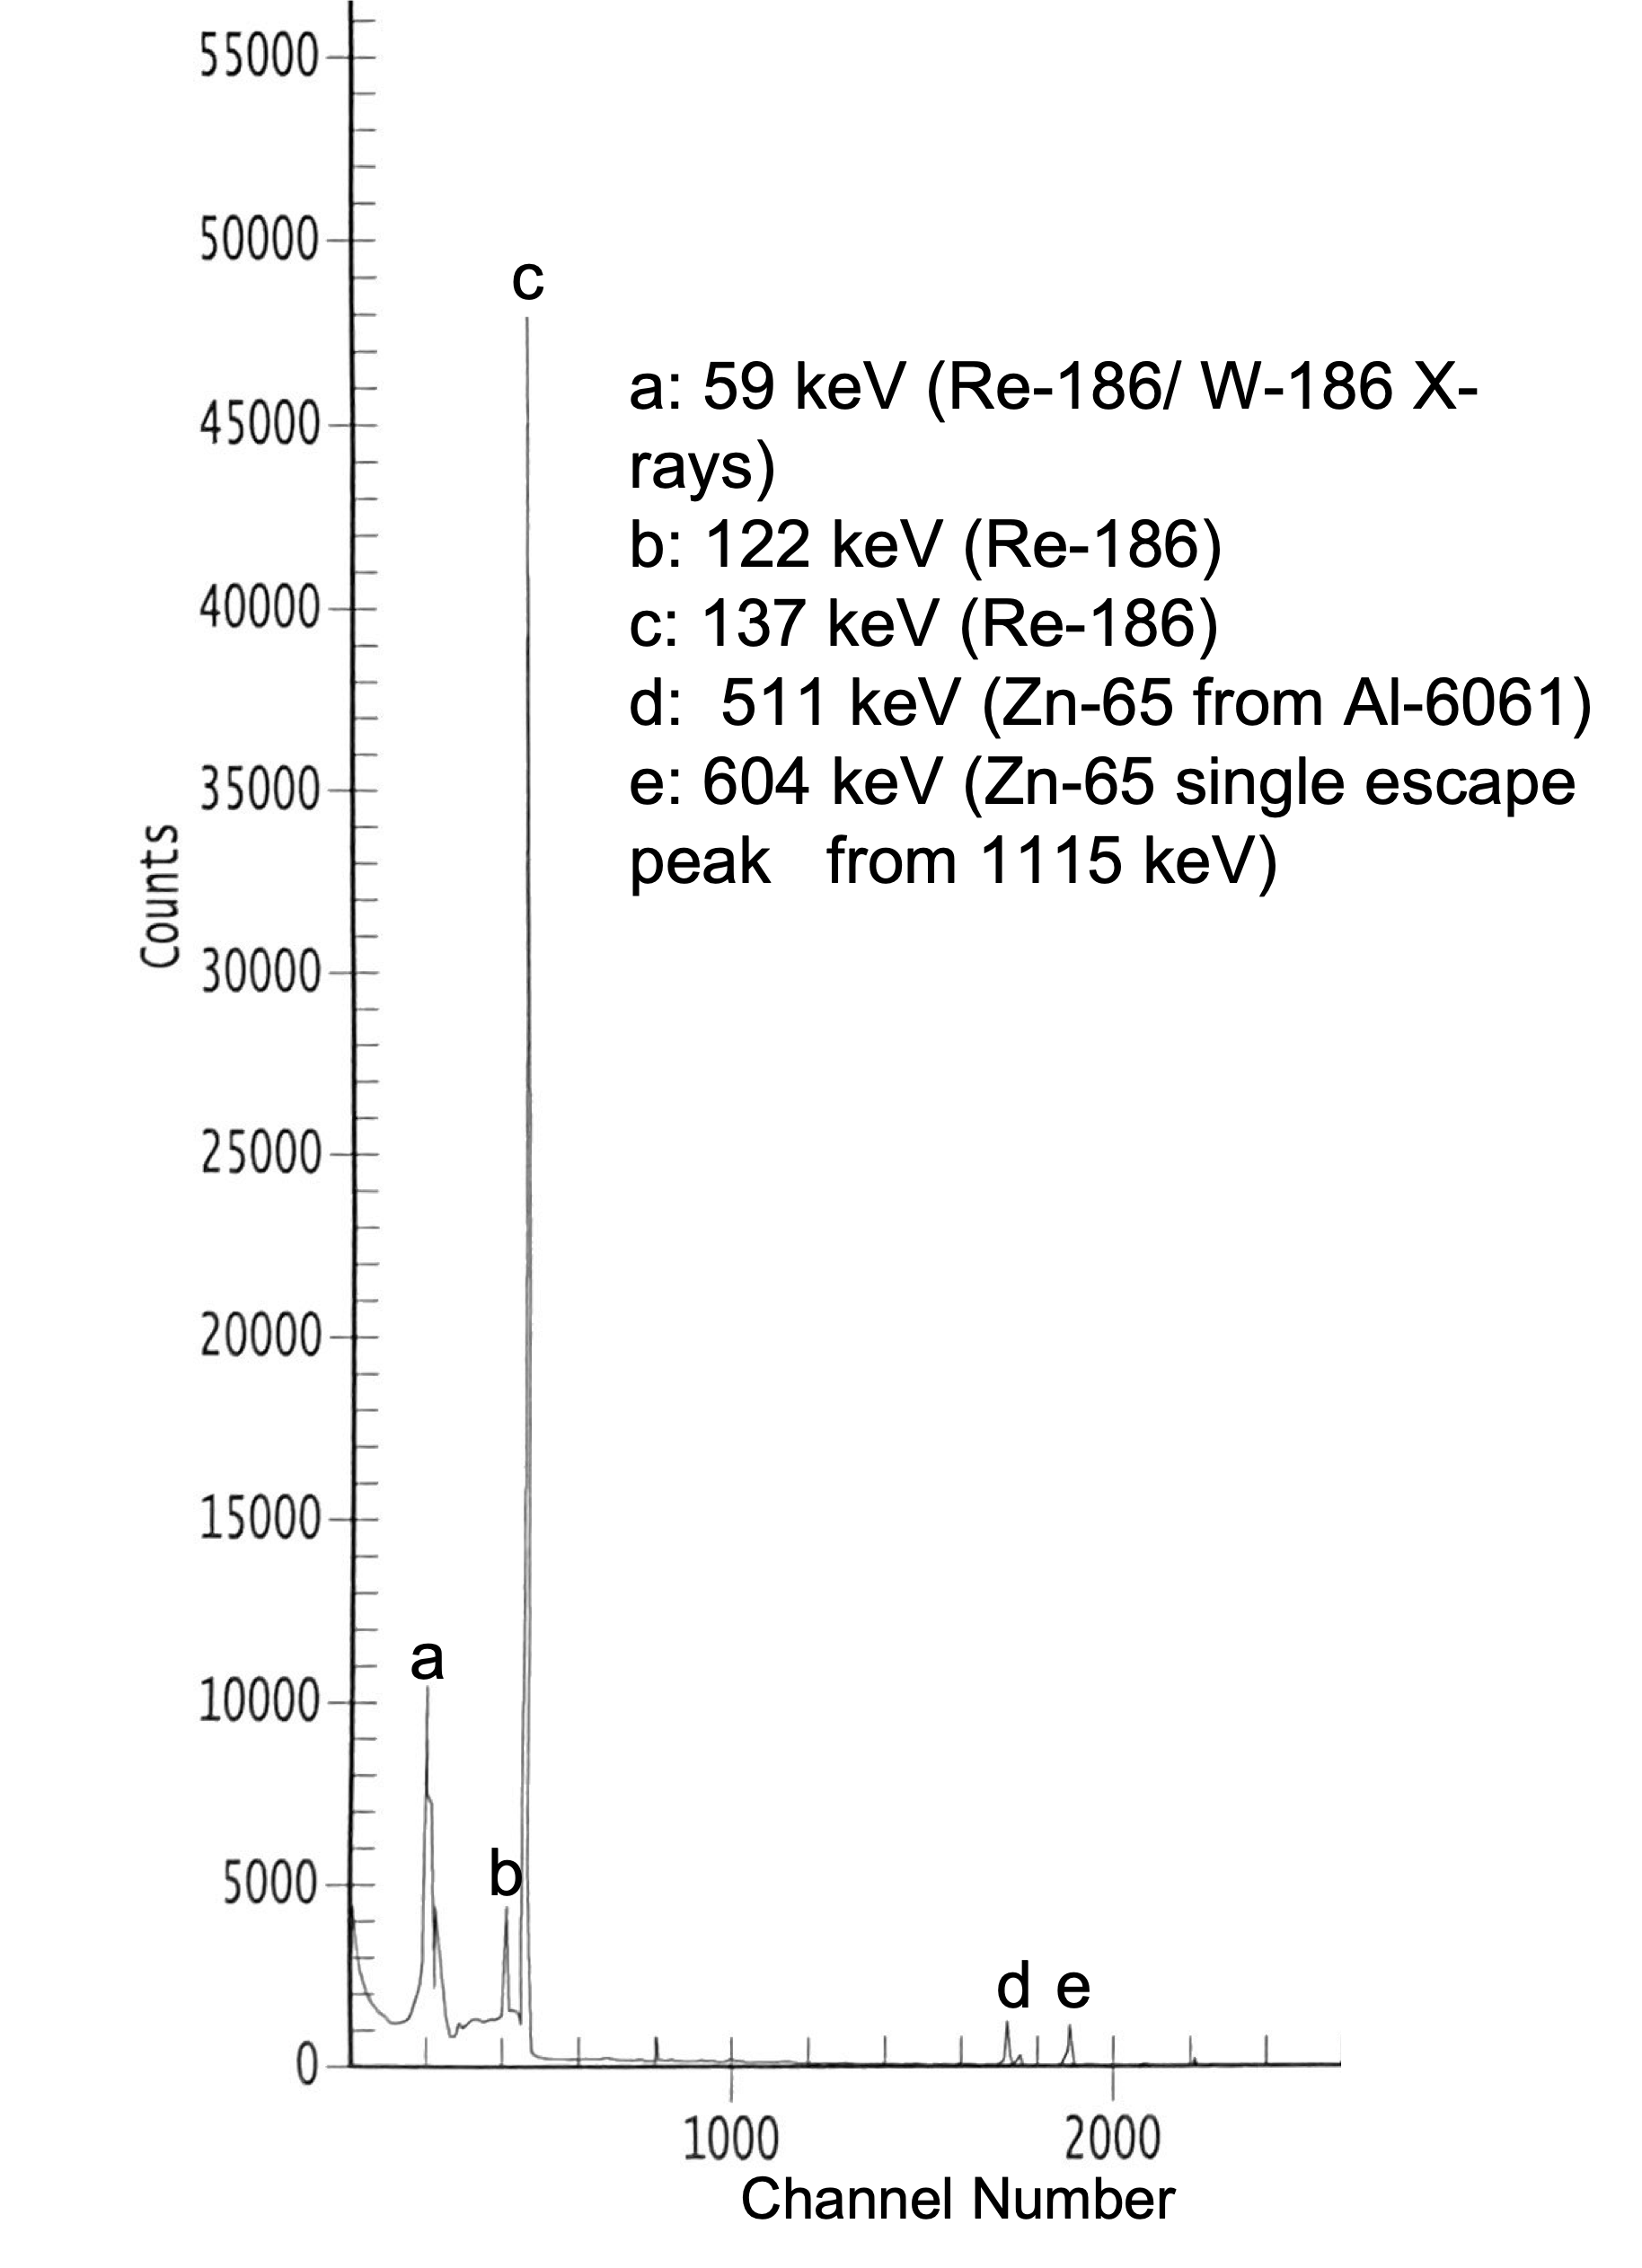 55000
50000
c
a: 59 keV (Re-186/ W-186 X-
rays)
45000
b: 122 keV (Re-186)
40000
c: 137 keV (Re-186)
d:  511 keV (Zn-65 from Al-6061)
35000
e: 604 keV (Zn-65 single escape
peak   from 1115 keV)
Counts
30000
25000
20000
15000
a
10000
b
5000
d e
0
1000 2000
Channel Number